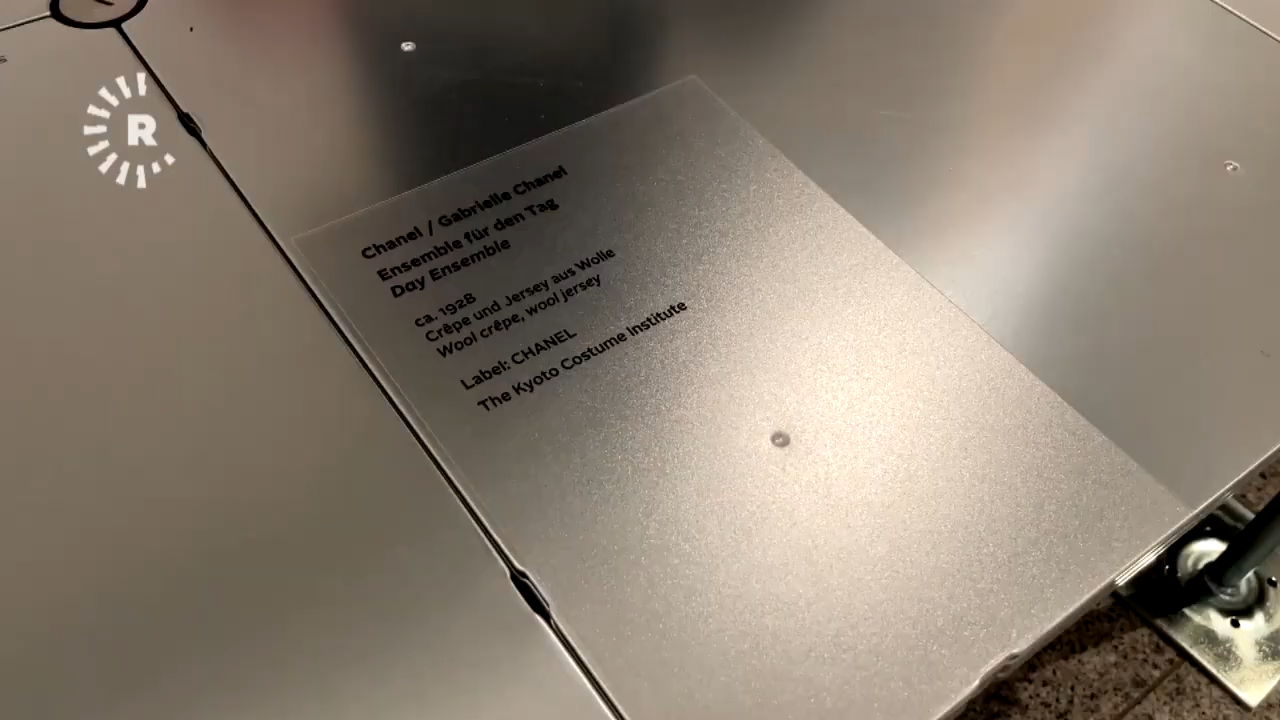 R
Chanel / Gabrielle Chanel
Ensemble für den Tag
Day Ensemble
ca. 1928
Crêpe und Jersey aus Wolle
Wool crêpe, wool jersey
Label: CHANEL
The Kyoto Costume Institute